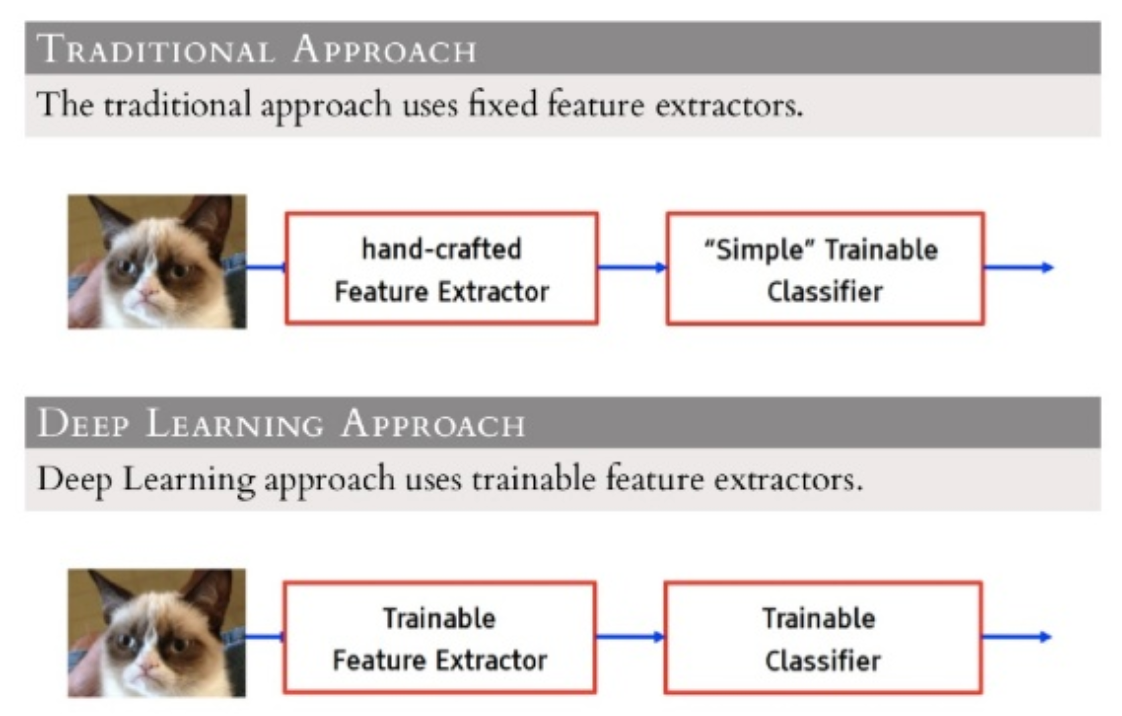 TRADITIONAL APPROACH
The traditional approach uses fixed feature extractors.
hand-crafted
Feature Extractor
“Simple” Trainable
Classifier
DEEP LEARNING APPROACH
Deep Learning approach uses trainable feature extractors.
Trainable
Feature Extractor
Trainable
Classifier